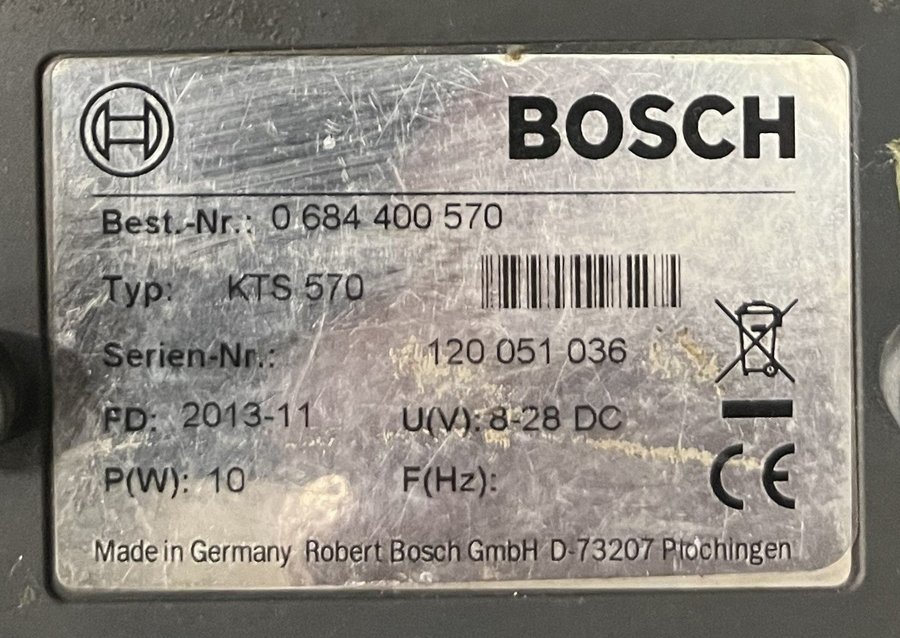 BOSCH
Best.-Nr.: 0 684 400 570
Typ: KTS 570
Serien-Nr.: 120 051 036
FD: 2013-11 U(V): 8-28 DC
P(W): 10 F(Hz):
CE
Made in Germany Robert Bosch GmbH D-73207 Plochingen